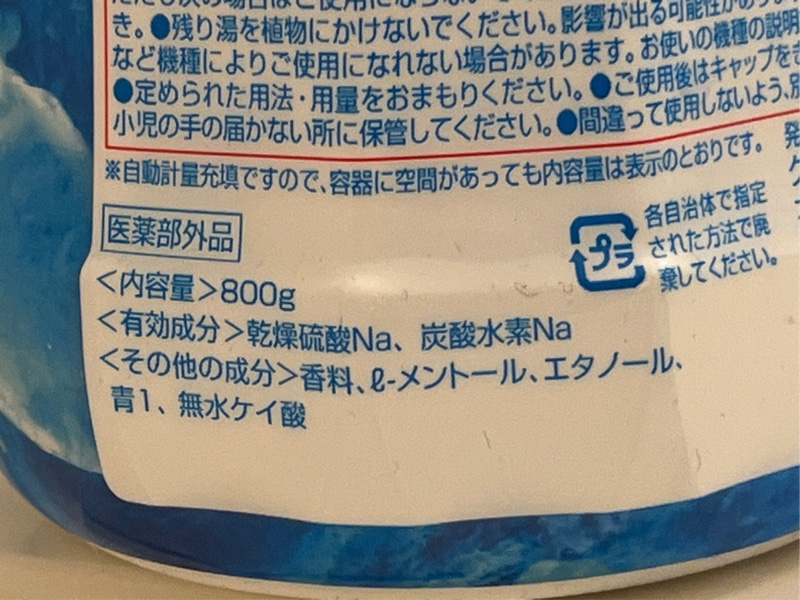 き。●残り湯を植物にかけないでください。影響が出る可能性が
など機種によりご使用になれない場合があります。お使いの機種の説明
●定められた用法・用量をおまもりください。●ご使用後はキャップをき
小児の手の届かない所に保管してください。●間違って使用しないよう、別
※自動計量充填ですので、容器に空間があっても内容量は表示のとおりです。
医薬部外品
プラ
各自治体で指定
された方法で廃
棄してください。
<内容量>800g
<有効成分>乾燥硫酸Na、炭酸水素Na
<その他の成分>香料、ℓ-メントール、エタノール、
青1、無水ケイ酸
発